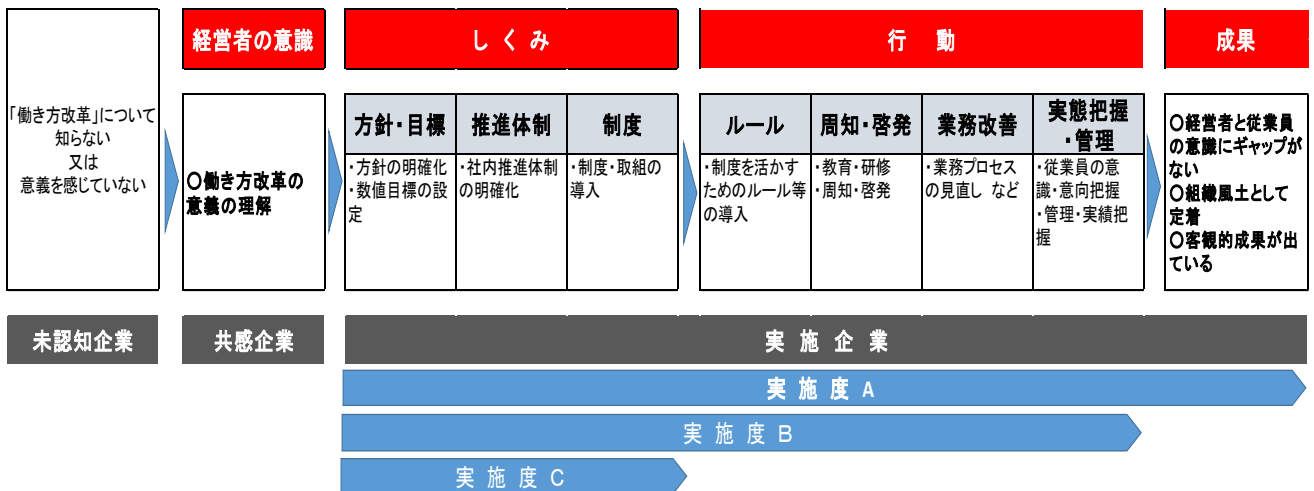 経営者の意識
しくみ
行 動
成果
「働き方改革」について
知らない
又は
意義を感じていない
○働き方改革の
意義の理解
方針・目標
・方針の明確化
・数値目標の設
定
推進体制
・社内推進体制
の明確化
制度
・制度・取組の
導入
ルール
・制度を活かす
ためのルール等
の導入
周知・啓発
・教育・研修
・周知・啓発
業務改善
・業務プロセス
の見直し など
実態把握
・管理
・従業員の意
識・意向把握
・管理・実績把
握
○経営者と従業員
の意識にギャップが
ない
○組織風土として
定着
○客観的成果が出
ている
未認知企業
共感企業
実 施 企 業
実 施 度 A
実 施 度 B
実 施 度 C